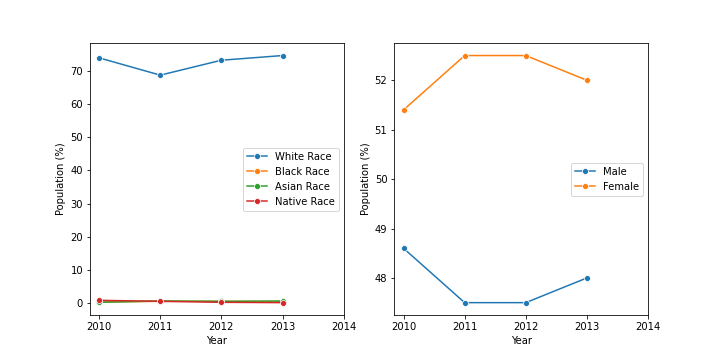 Population (%)
70
60
50
40
30
20
10
0
2010 2011 2012 2013 2014
Year
White Race
Black Race
Asian Race
Native Race
Population (%)
52
51
50
49
48
2010 2011 2012 2013 2014
Year
Male
Female